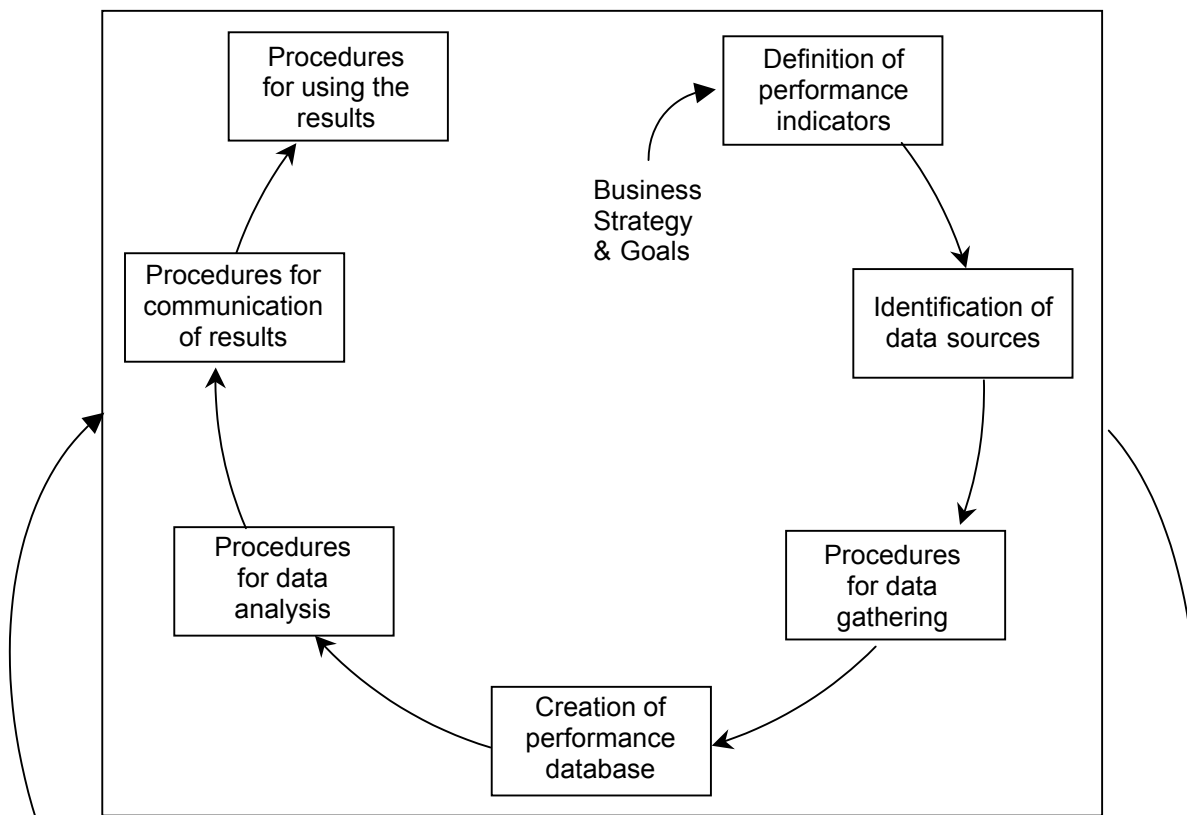 Procedures
for using the
results
Definition of
performance
indicators
Business
Strategy
& Goals
Procedures for
communication
of results
Identification of
data sources
Procedures
for data
analysis
Procedures
for data
gathering
Creation of
performance
database